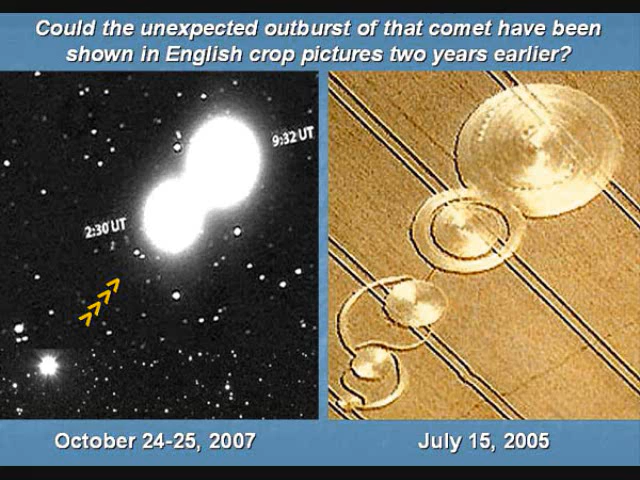 Could the unexpected outburst of that comet have been
shown in English crop pictures two years earlier?
9:32 UT
2:30 UT
October 24-25, 2007
July 15, 2005